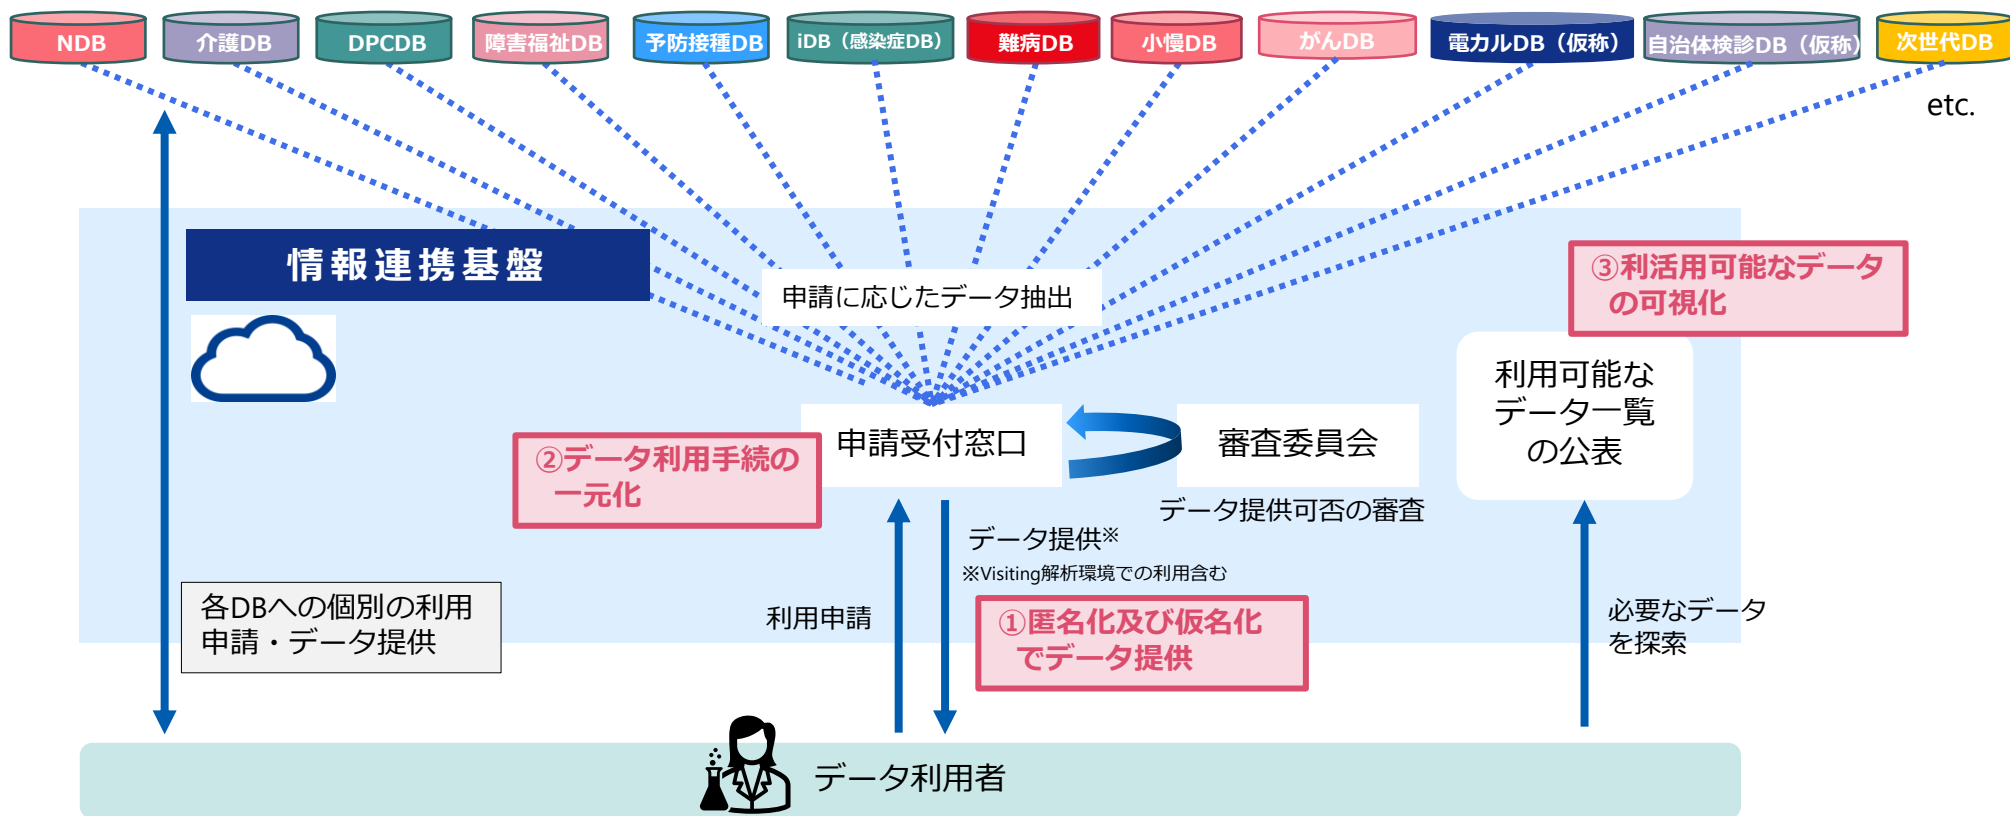 NDB
介護DB
DPCDB
障害福祉DB
予防接種DB
iDB（感染症DB）
難病DB
小慢DB
がんDB
電カルDB（仮称）
自治体検診DB（仮称）
次世代DB
etc.
情報連携基盤
申請に応じたデータ抽出
③利活用可能なデータ
の可視化
利用可能な
データ一覧
の公表
②データ利用手続の
一元化
申請受付窓口
審査委員会
データ提供可否の審査
データ提供※
※Visiting解析環境での利用含む
各DBへの個別の利用
申請・データ提供
利用申請
①匿名化及び仮名化
でデータ提供
必要なデータ
を探索
データ利用者